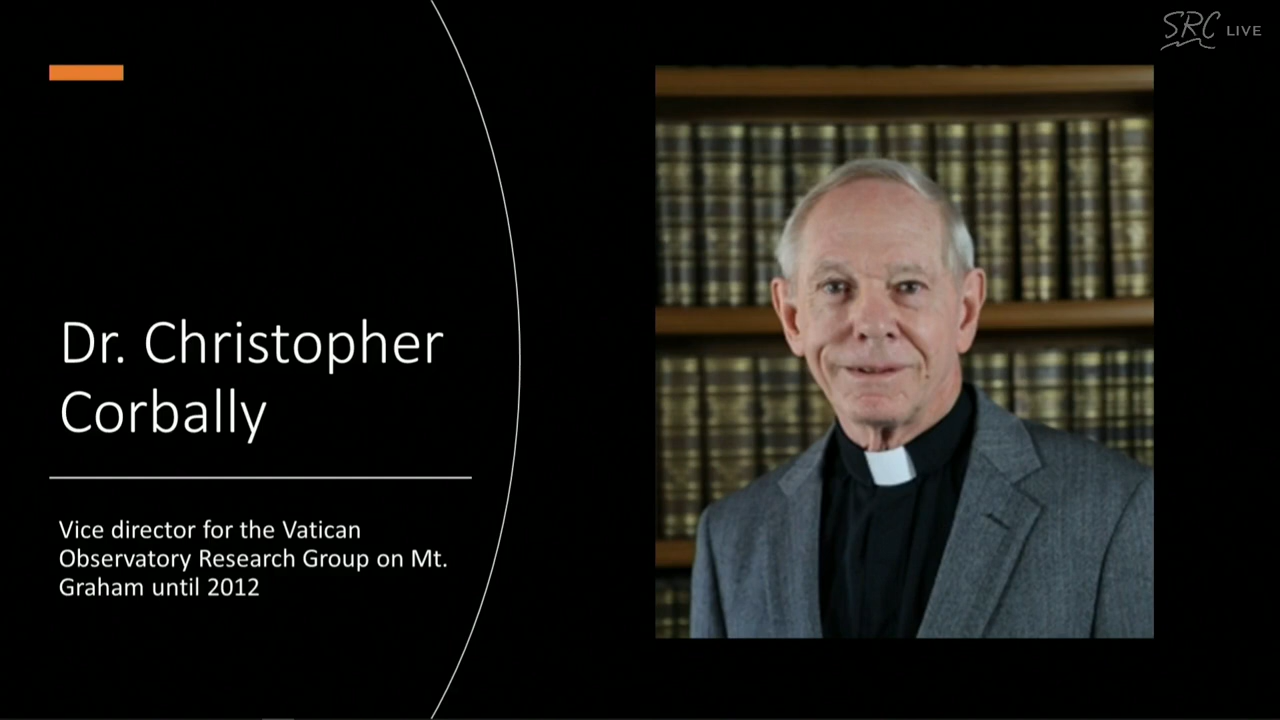 SRC LIVE
Dr. Christopher
Corbally
Vice director for the Vatican
Observatory Research Group on Mt.
Graham until 2012